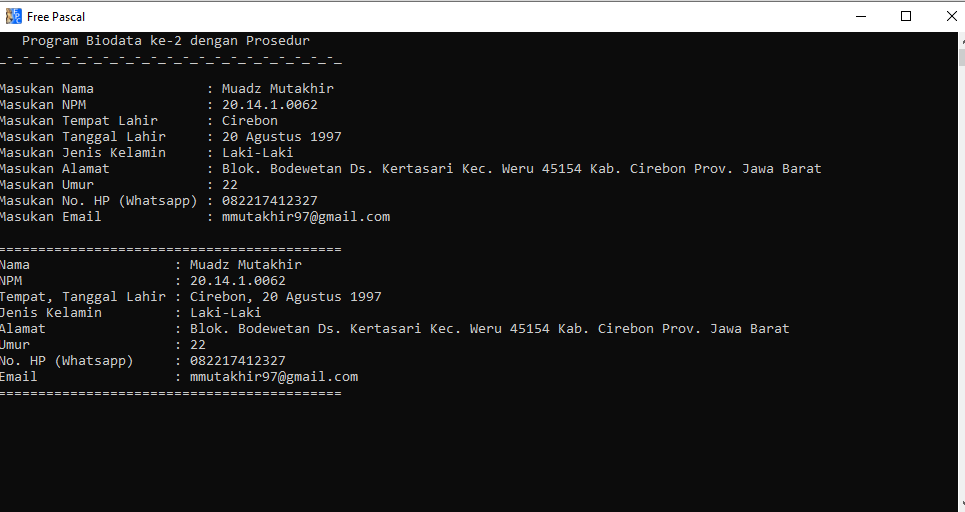 Free Pascal
Program Biodata ke-2 dengan Prosedur
_-_-_-_-_-_-_-_-_-_-_-_-_-_-_-_-_-_-_-_-_-_
Masukan Nama : Muadz Mutakhir
Masukan NPM : 20.14.1.0062
Masukan Tempat Lahir : Cirebon
Masukan Tanggal Lahir : 20 Agustus 1997
Masukan Jenis Kelamin : Laki-Laki
Masukan Alamat : Blok. Bodewetan Ds. Kertasari Kec. Weru 45154 Kab. Cirebon Prov. Jawa Barat
Masukan Umur : 22
Masukan No. HP (Whatsapp) : 082217412327
Masukan Email : mmutakhir97@gmail.com
===========================================
Nama : Muadz Mutakhir
NPM : 20.14.1.0062
Tempat, Tanggal Lahir : Cirebon, 20 Agustus 1997
Jenis Kelamin : Laki-Laki
Alamat : Blok. Bodewetan Ds. Kertasari Kec. Weru 45154 Kab. Cirebon Prov. Jawa Barat
Umur : 22
No. HP (Whatsapp) : 082217412327
Email : mmutakhir97@gmail.com
===========================================